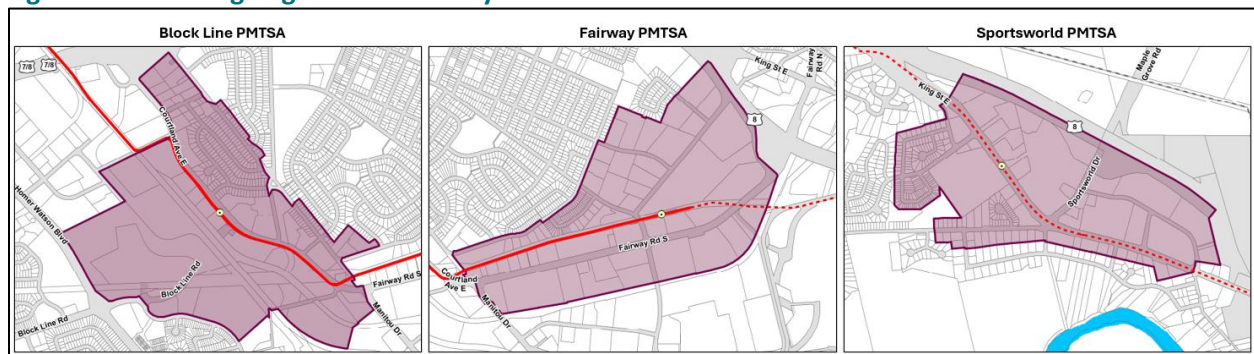 Block Line PMTSA
Fairway PMTSA
Sportsworld PMTSA
7/8
7/8
Courtland Ave E
Homer Watson Blvd
Block Line Rd
Block Line Rd
Fairway Rd S
Manitou Dr
King St E
Fairway
Rd N
8
Fairway Rd S
Courtland
Ave E
Manitou Dr
King St E
Maple
Grove Rd
8
Sportsworld Dr